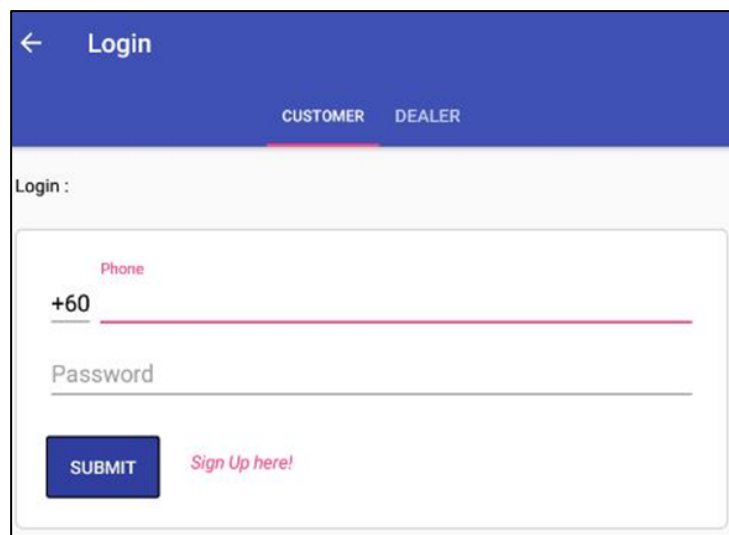 Login
CUSTOMER DEALER
Login :
Phone
+60
Password
SUBMIT Sign Up here!